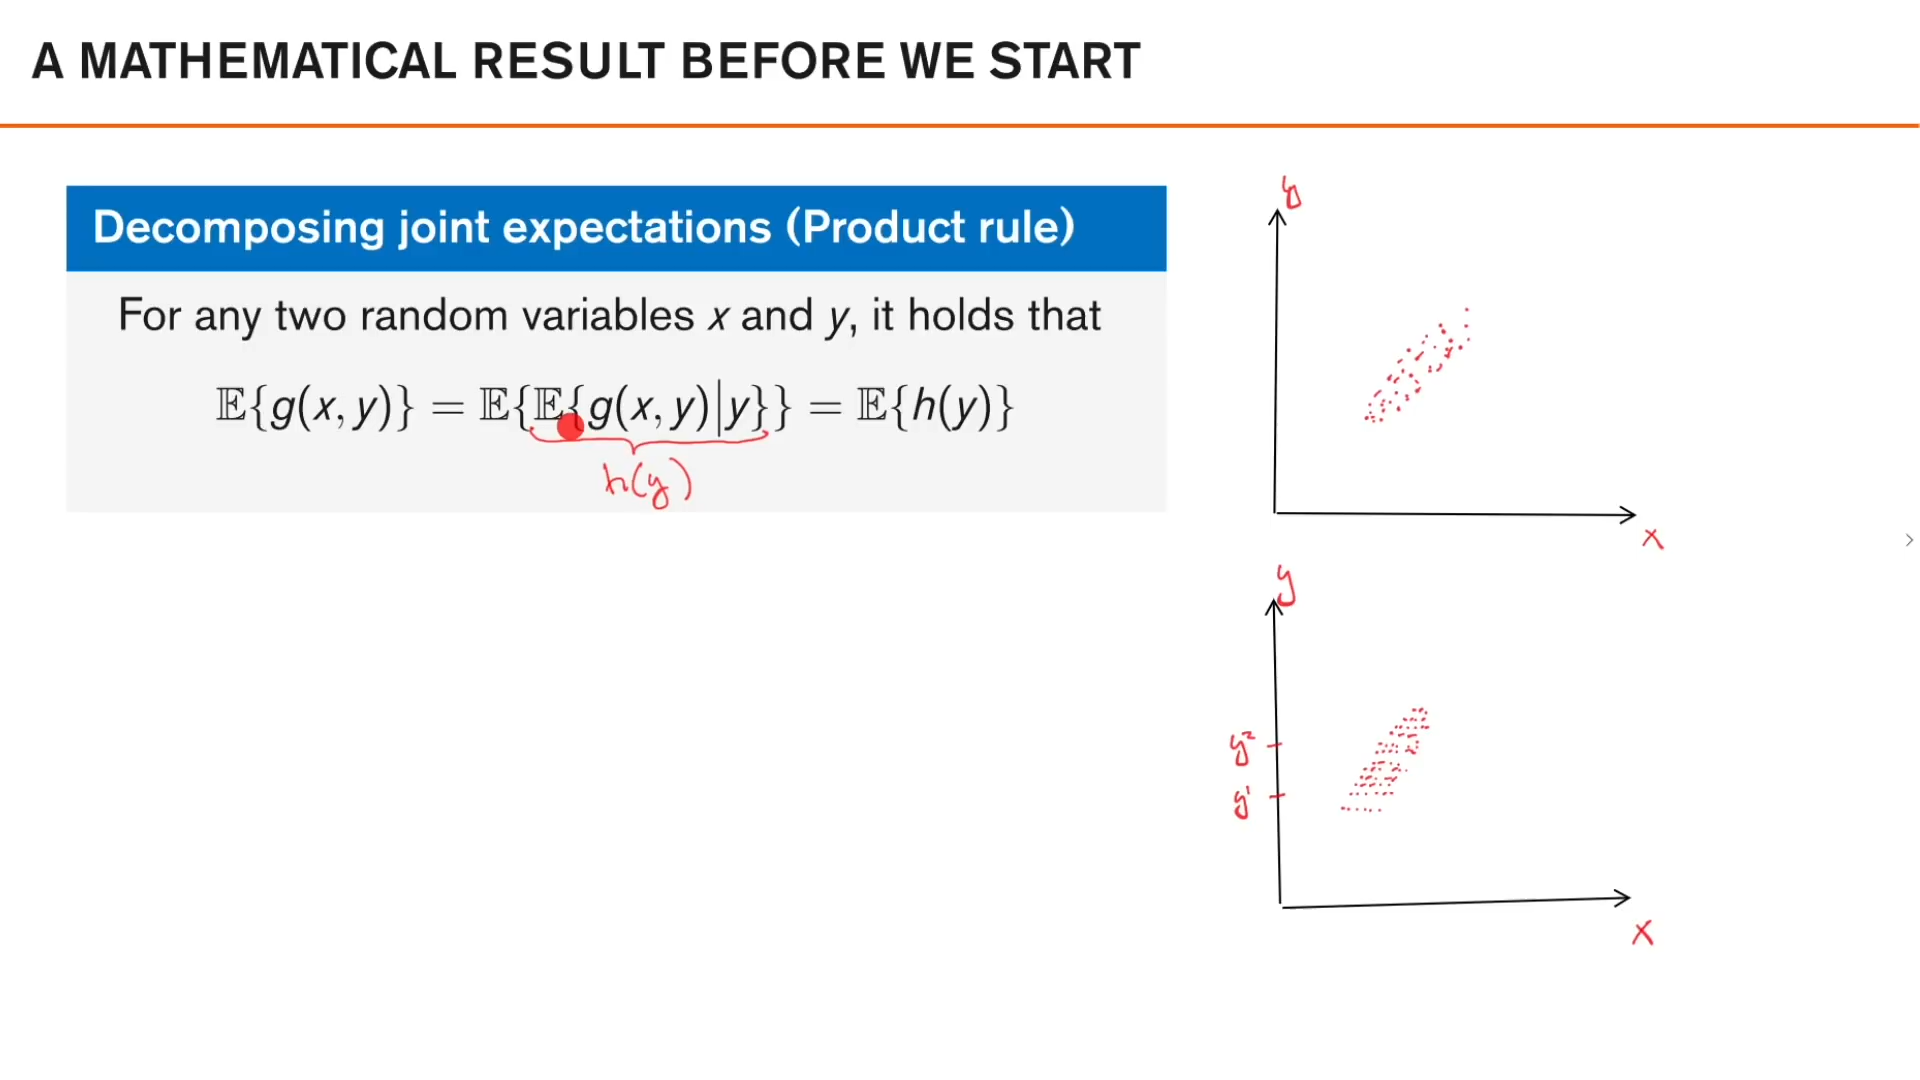 A MATHEMATICAL RESULT BEFORE WE START
Decomposing joint expectations (Product rule)
For any two random variables x and y, it holds that
𝔼{g(x, y)} = 𝔼{𝔼{g(x, y)|y}} = 𝔼{h(y)}
h(y)
y
x
y
y²
y¹
x